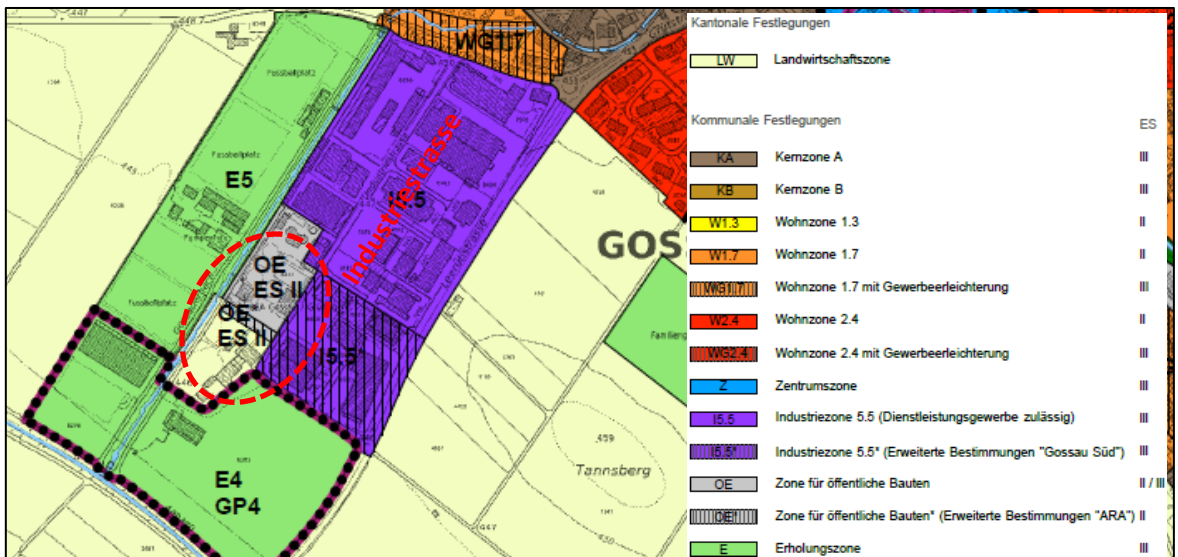 WG1.7
Fussballplatz
Fussballplatz
E5
I5.5
Industriestrasse
GOS
OE
ES II
OE
ES II
Fussballplatz
I5.5*
E4
GP4
459
Tannsberg
447
450
Kantonale Festlegungen
LW Landwirtschaftszone
Kommunale Festlegungen ES
KA Kernzone A III
KB Kernzone B III
W1.3 Wohnzone 1.3 II
W1.7 Wohnzone 1.7 II
WG1.7 Wohnzone 1.7 mit Gewerbeerleichterung III
W2.4 Wohnzone 2.4 II
WG2.4 Wohnzone 2.4 mit Gewerbeerleichterung III
Z Zentrumszone III
I5.5 Industriezone 5.5 (Dienstleistungsgewerbe zulässig) III
I5.5* Industriezone 5.5* (Erweiterte Bestimmungen "Gossau Süd") III
OE Zone für öffentliche Bauten II / III
OE* Zone für öffentliche Bauten* (Erweiterte Bestimmungen "ARA") II
E Erholungszone III